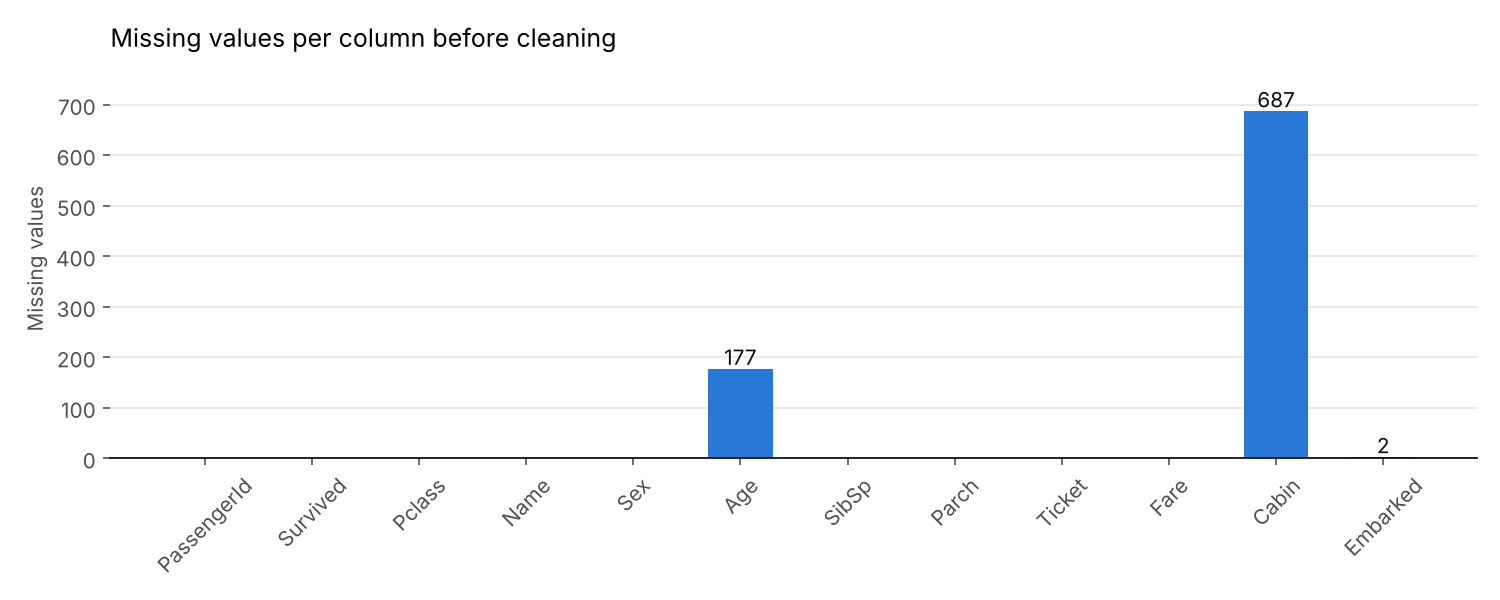 Missing values per column before cleaning
Missing values
700
600
500
400
300
200
100
0
687
177
2
PassengerId
Survived
Pclass
Name
Sex
Age
SibSp
Parch
Ticket
Fare
Cabin
Embarked